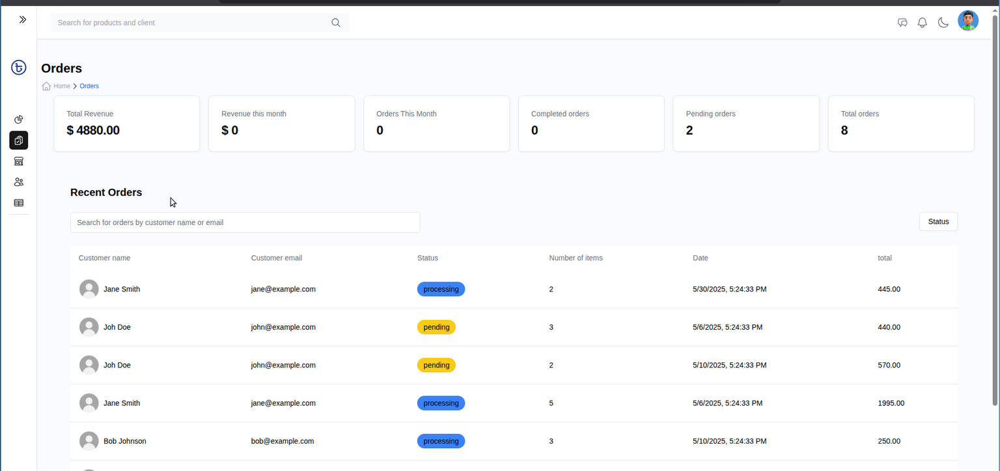 Search for products and client
Orders
Home Orders
Total Revenue
$ 4880.00
Revenue this month
$ 0
Orders This Month
0
Completed orders
0
Pending orders
2
Total orders
8
Recent Orders
Search for orders by customer name or email
Status
Customer name Customer email Status Number of items Date total
Jane Smith jane@example.com processing 2 5/30/2025, 5:24:33 PM 445.00
Joh Doe john@example.com pending 3 5/6/2025, 5:24:33 PM 440.00
Joh Doe john@example.com pending 2 5/10/2025, 5:24:33 PM 570.00
Jane Smith jane@example.com processing 5 5/6/2025, 5:24:33 PM 1995.00
Bob Johnson bob@example.com processing 3 5/10/2025, 5:24:33 PM 250.00